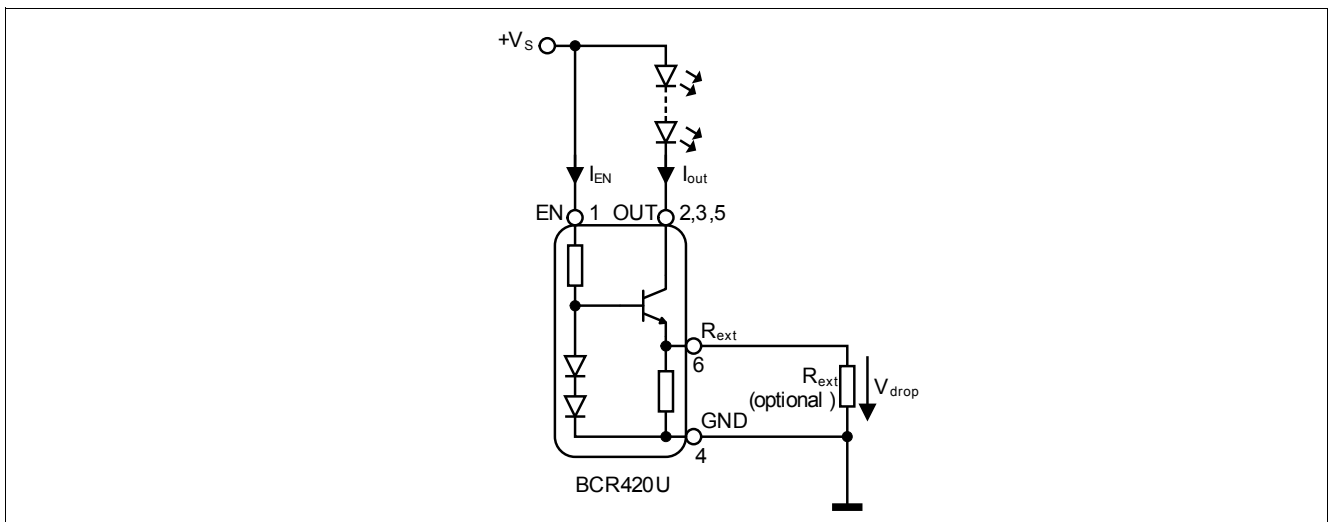 +VS
IEN
Iout
EN 1 OUT 2,3,5
Rext
6
Rext
(optional )
Vdrop
GND
4
BCR420U